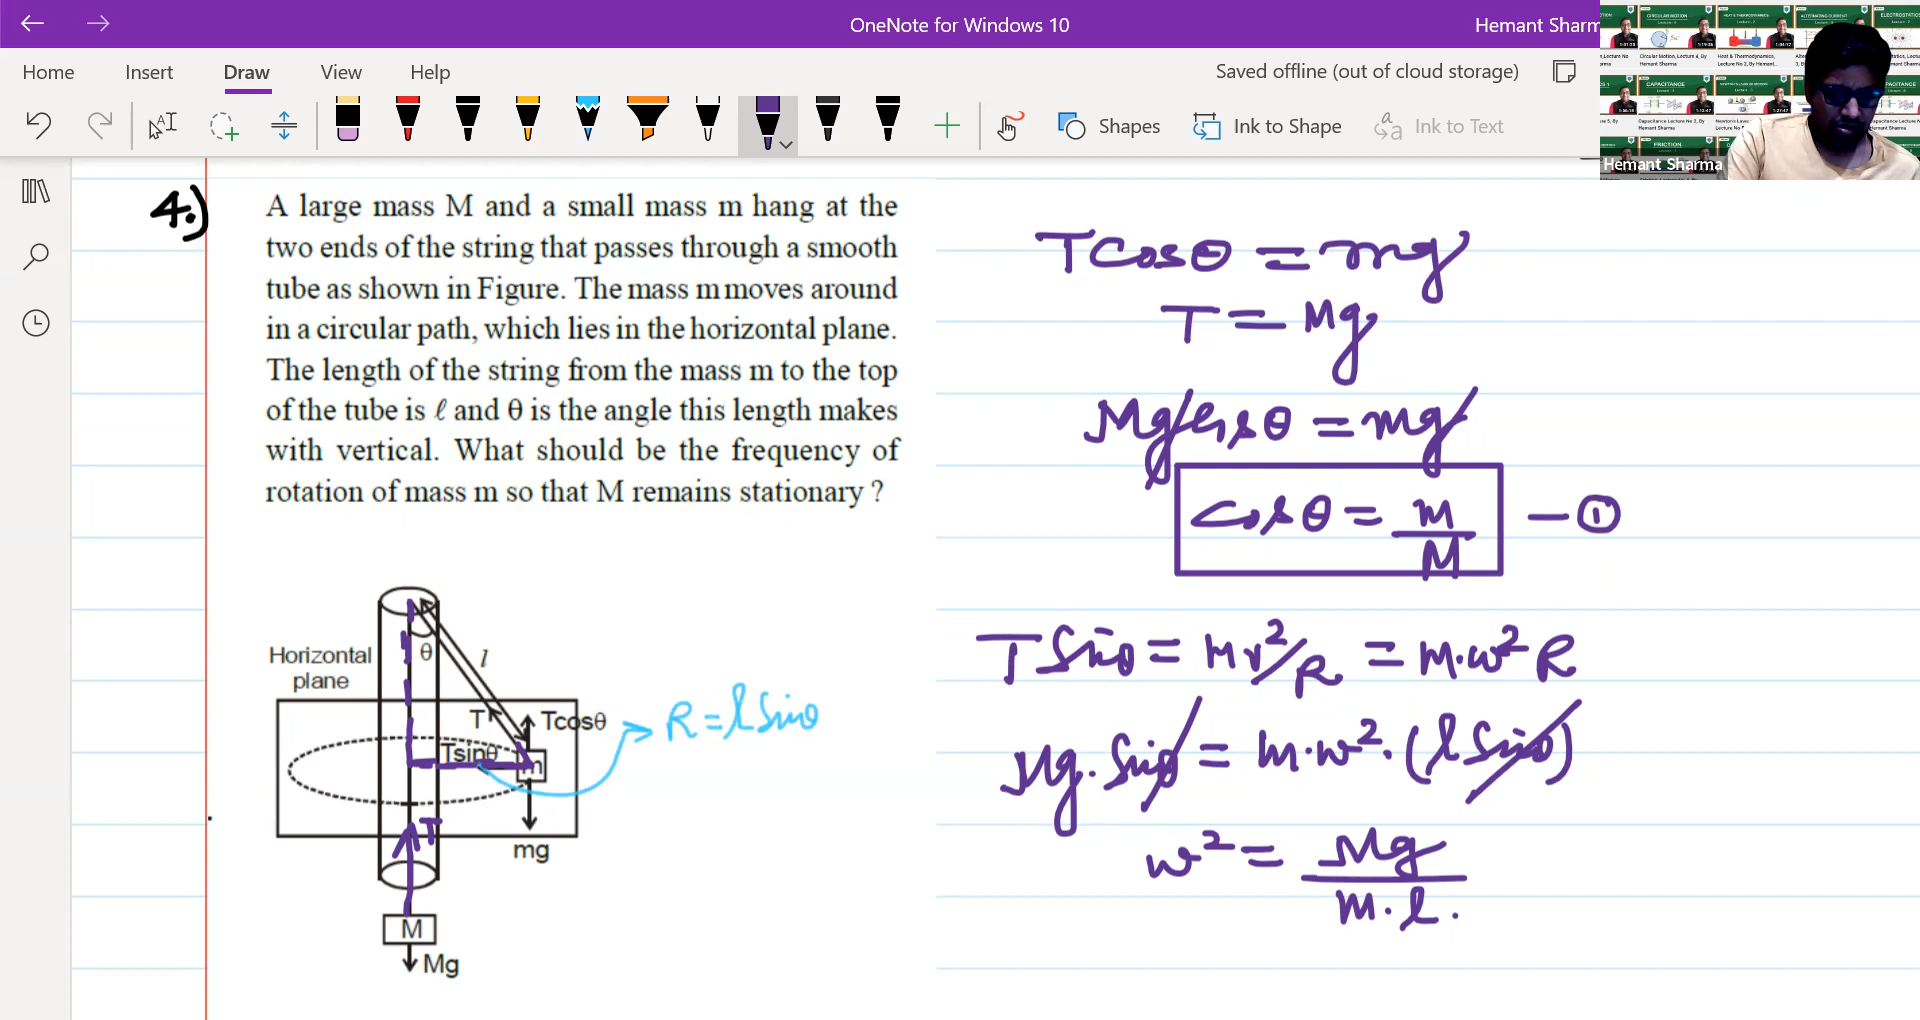 OneNote for Windows 10
Hemant Sharm
Home Insert Draw View Help
Saved offline (out of cloud storage)
Shapes Ink to Shape Ink to Text
Hemant Sharma
4.)
A large mass M and a small mass m hang at the
two ends of the string that passes through a smooth
tube as shown in Figure. The mass m moves around
in a circular path, which lies in the horizontal plane.
The length of the string from the mass m to the top
of the tube is ℓ and θ is the angle this length makes
with vertical. What should be the frequency of
rotation of mass m so that M remains stationary ?
Horizontal
plane
θ
l
T
Tcosθ
Tsinθ
m
mg
T
M
Mg
R = l Sinθ
T Cosθ = mg
T = Mg
Mg Cosθ = mg
Cosθ = m/M — ①
T Sinθ = mv²/R = m.w² R
Mg. Sinθ = m.w². (l Sinθ)
w² = Mg/m.l.